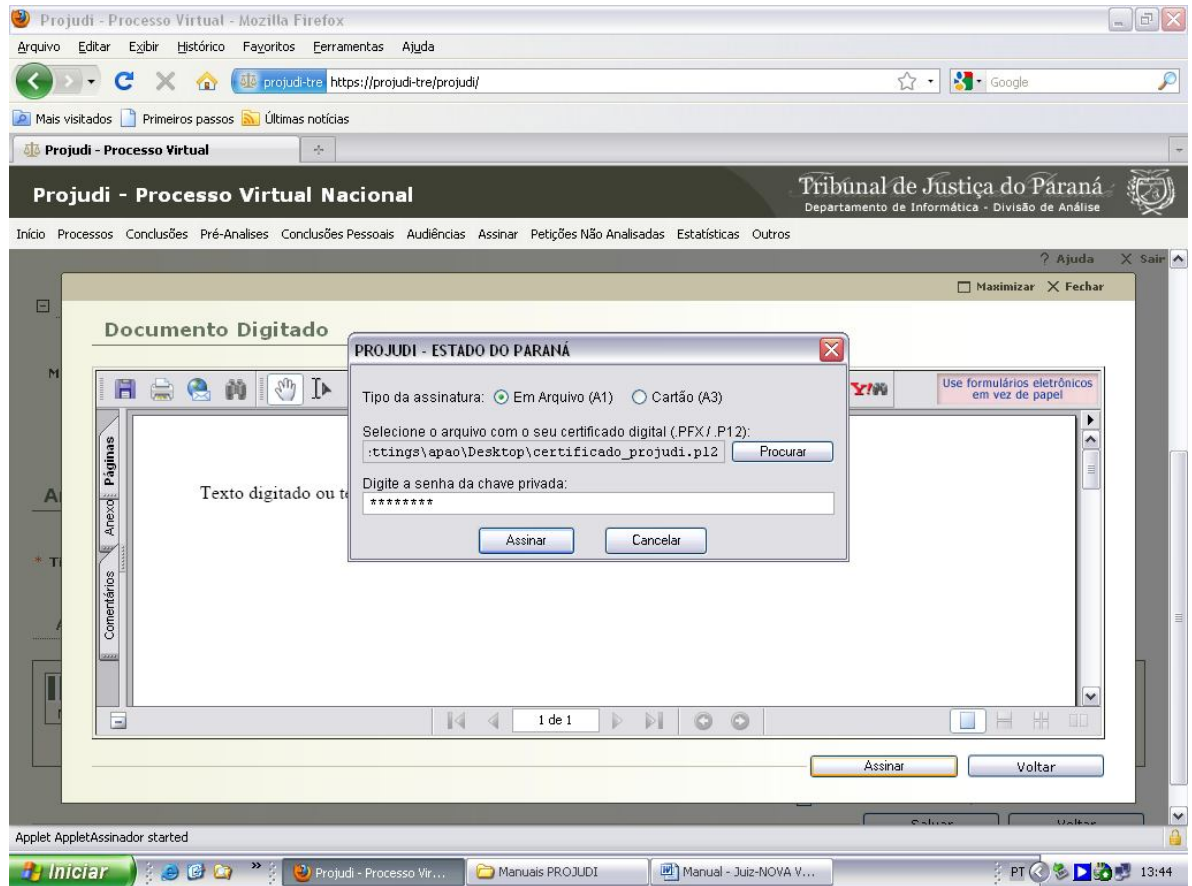 Projudi - Processo Virtual - Mozilla Firefox
Arquivo Editar Exibir Histórico Favoritos Ferramentas Ajuda
projudi-tre https://projudi-tre/projudi/ Google
Mais visitados Primeiros passos Últimas notícias
Projudi - Processo Virtual
Projudi - Processo Virtual Nacional
Tribunal de Justiça do Paraná
Departamento de Informática - Divisão de Análise
Início Processos Conclusões Pré-Analises Conclusões Pessoais Audiências Assinar Petições Não Analisadas Estatísticas Outros
? Ajuda X Sair
Maximizar X Fechar
Documento Digitado
PROJUDI - ESTADO DO PARANÁ
Tipo da assinatura: Em Arquivo (A1) Cartão (A3)
Selecione o arquivo com o seu certificado digital (.PFX / .P12):
:ttings\apao\Desktop\certificado_projudi.p12 Procurar
Digite a senha da chave privada:
********
Assinar Cancelar
Y!
Use formulários eletrônicos
em vez de papel
Páginas
Anexo
Comentários
Texto digitado ou te
1 de 1
Assinar Voltar
Salvar Voltar
Applet AppletAssinador started
Iniciar Projudi - Processo Vir... Manuais PROJUDI Manual - Juiz-NOVA V... PT 13:44